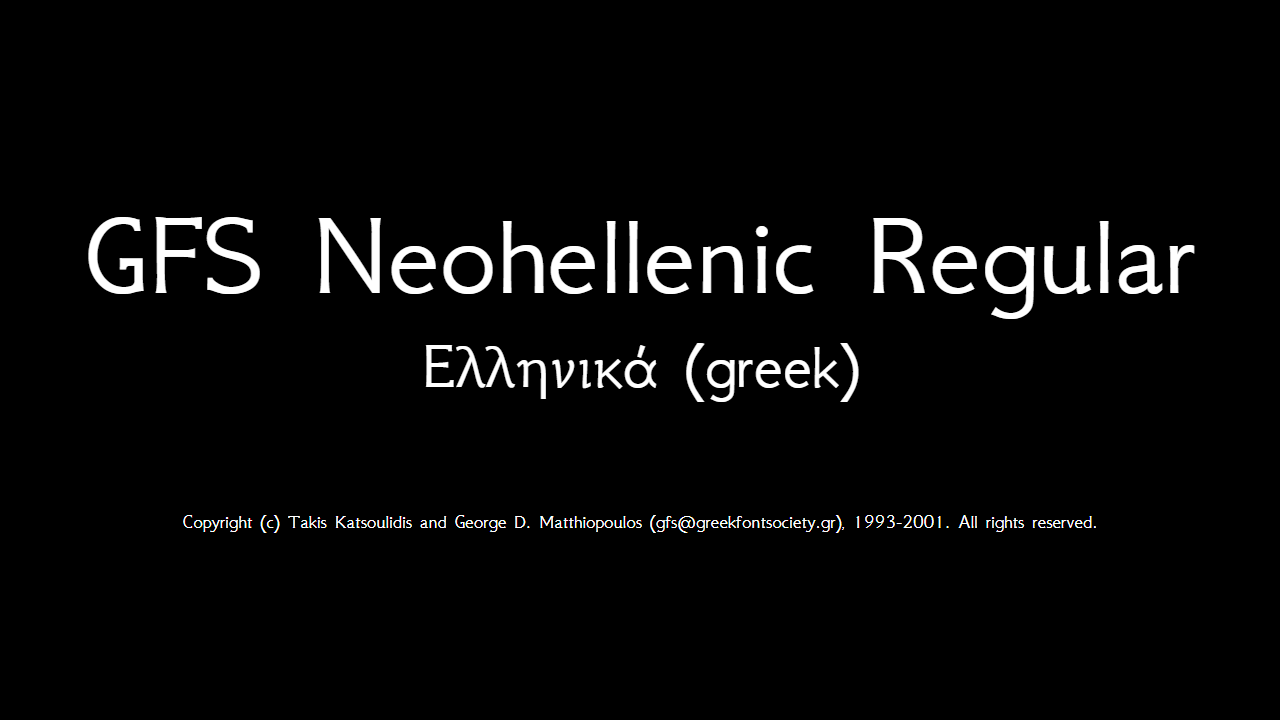 GFS Neohellenic Regular
Ελληνικά (greek)
Copyright (c) Takis Katsoulidis and George D. Matthiopoulos (gfs@greekfontsociety.gr), 1993-2001. All rights reserved.